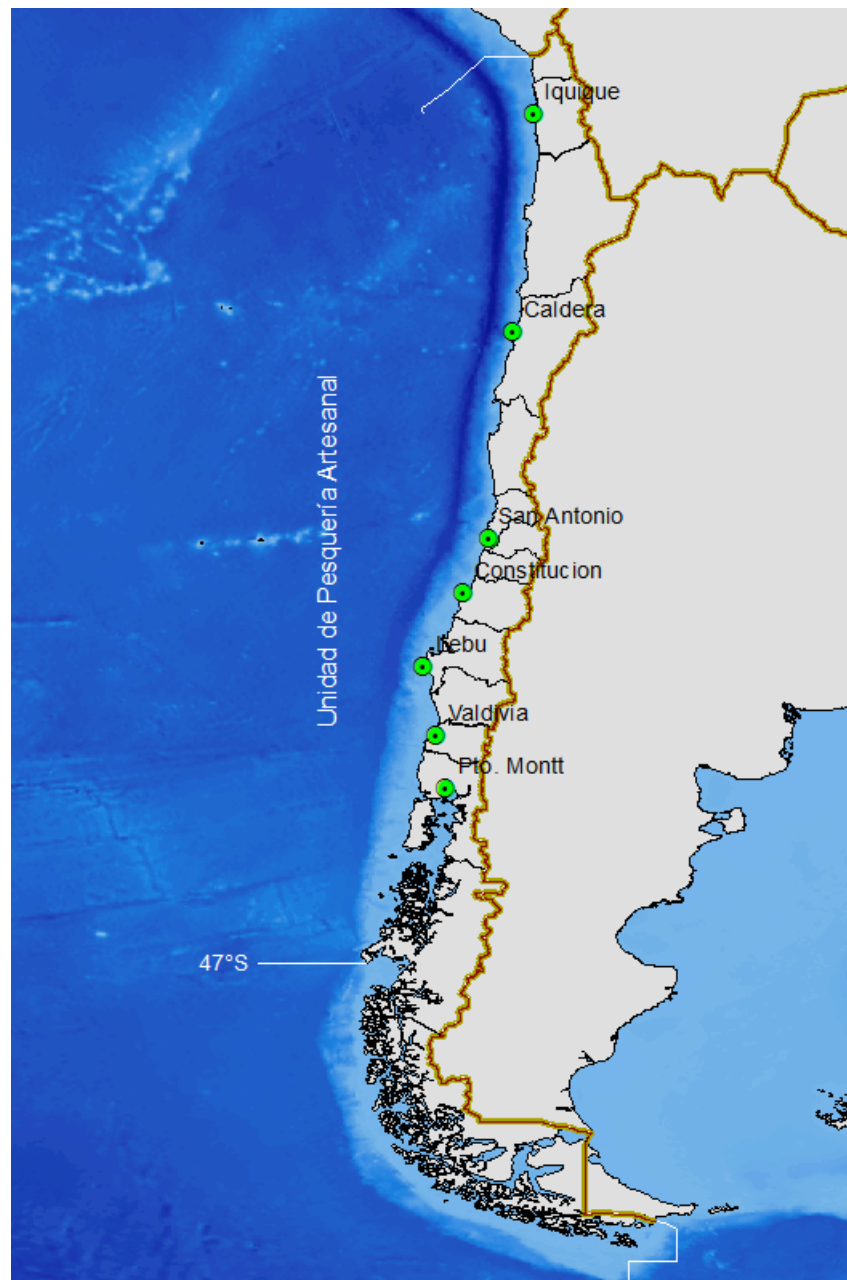 Iquique
Caldera
Unidad de Pesquería Artesanal
San Antonio
Constitucion
Lebu
Valdivia
Pto. Montt
47°S